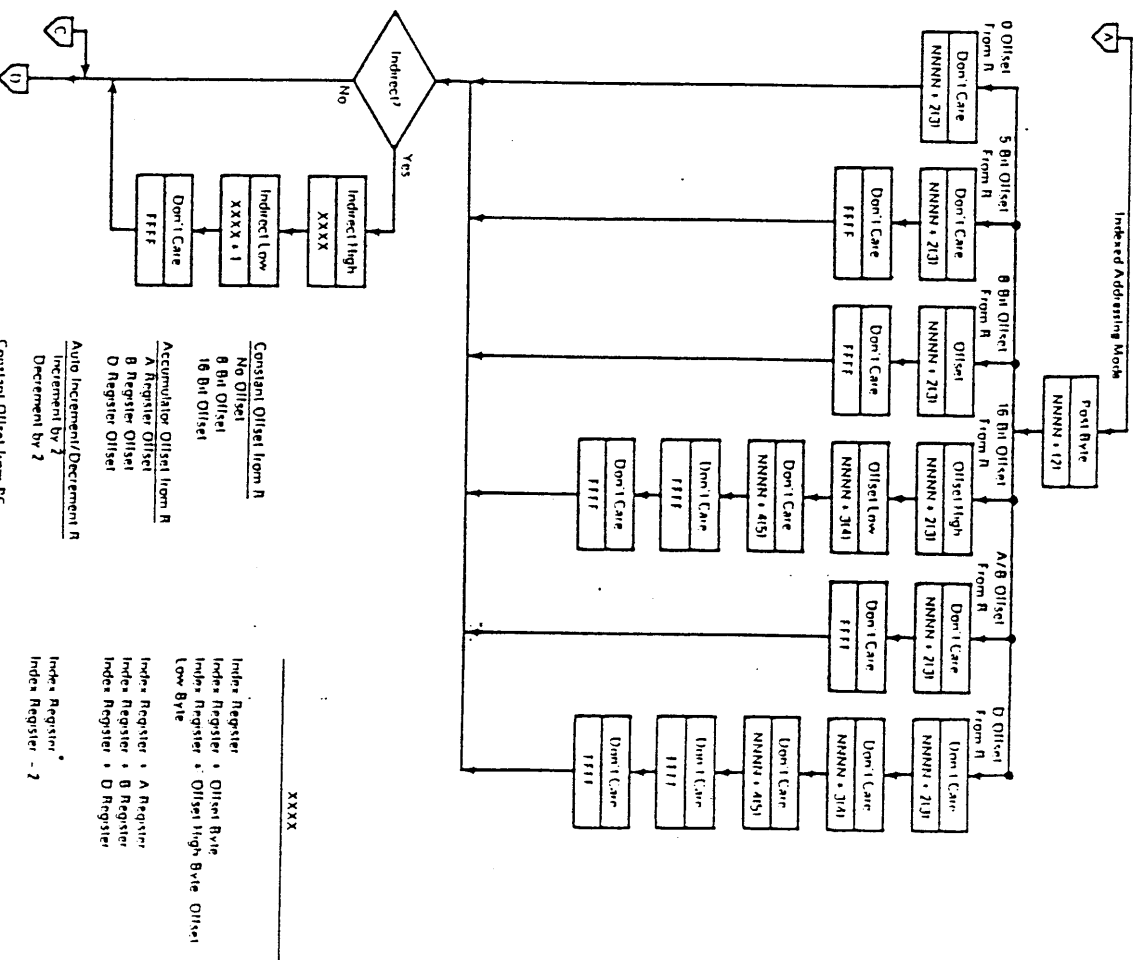 A
Indexed Addressing Mode
Post Byte
NNNN + 1(2)
0 Offset
From R
Don't Care
NNNN + 2(3)
5 Bit Offset
From R
Don't Care
NNNN + 2(3)
Don't Care
FFFF
8 Bit Offset
From R
Offset
NNNN + 2(3)
Don't Care
FFFF
16 Bit Offset
From R
Offset High
NNNN + 2(3)
Offset Low
NNNN + 3(4)
Don't Care
NNNN + 4(5)
Don't Care
FFFF
Don't Care
FFFF
A/B Offset
From R
Don't Care
NNNN + 2(3)
Don't Care
FFFF
D Offset
From R
Don't Care
NNNN + 2(3)
Don't Care
NNNN + 3(4)
Don't Care
NNNN + 4(5)
Don't Care
FFFF
Don't Care
FFFF
Indirect?
Yes
No
Indirect High
XXXX
Indirect Low
XXXX + 1
Don't Care
FFFF
C
D
XXXX
Constant Offset from R
No Offset
Index Register
8 Bit Offset
Index Register + Offset Byte
16 Bit Offset
Index Register + Offset High Byte Offset
Low Byte
Accumulator Offset from R
A Register Offset
Index Register + A Register
B Register Offset
Index Register + B Register
D Register Offset
Index Register + D Register
Auto Increment/Decrement R
Increment by 2
Index Register*
Decrement by 2
Index Register - 2
Constant Offset from PC